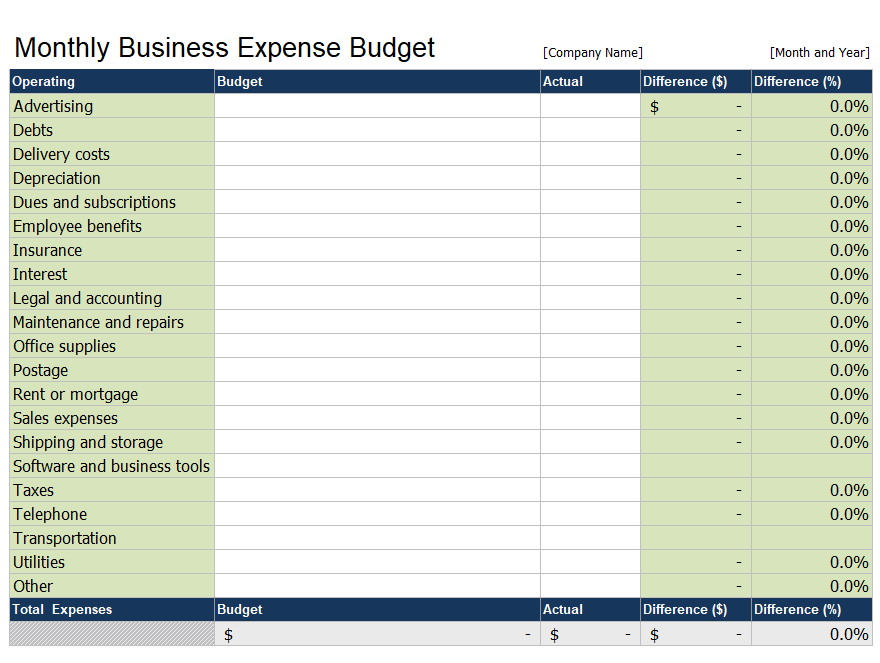 Monthly Business Expense Budget [Company Name] [Month and Year]
Operating Budget Actual Difference ($) Difference (%)
Advertising $ - 0.0%
Debts - 0.0%
Delivery costs - 0.0%
Depreciation - 0.0%
Dues and subscriptions - 0.0%
Employee benefits - 0.0%
Insurance - 0.0%
Interest - 0.0%
Legal and accounting - 0.0%
Maintenance and repairs - 0.0%
Office supplies - 0.0%
Postage - 0.0%
Rent or mortgage - 0.0%
Sales expenses - 0.0%
Shipping and storage - 0.0%
Software and business tools
Taxes - 0.0%
Telephone - 0.0%
Transportation
Utilities - 0.0%
Other - 0.0%
Total Expenses Budget Actual Difference ($) Difference (%)
$ - $ - $ - 0.0%